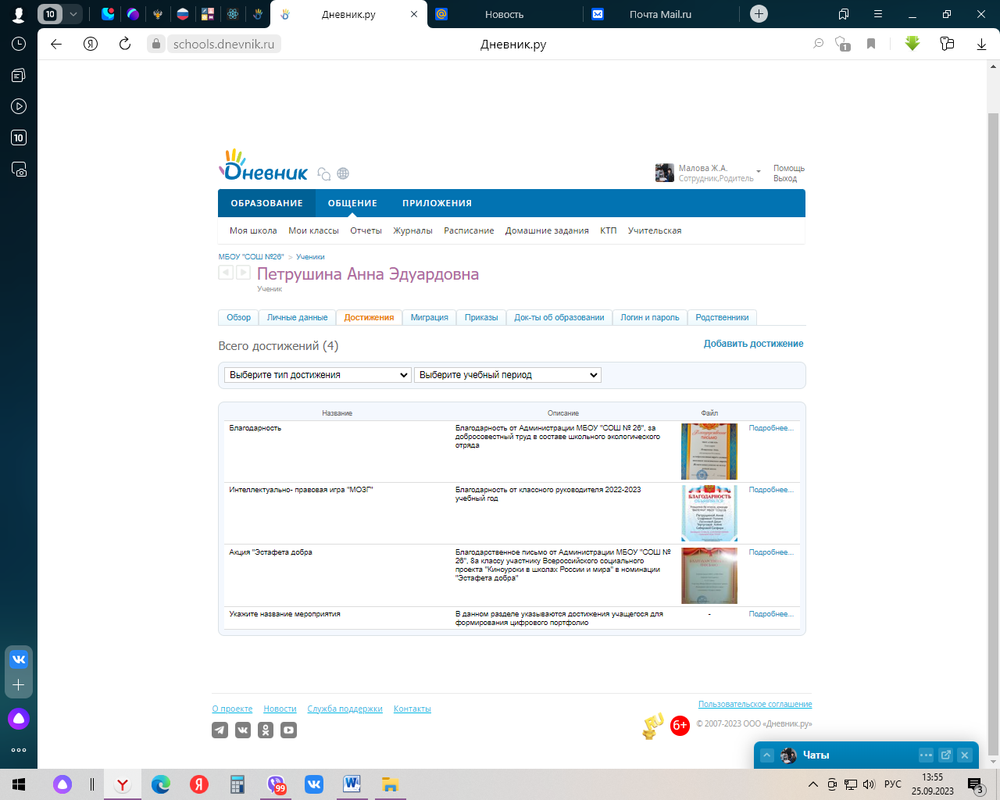 10
Дневник.ру
Новость
Почта Mail.ru
schools.dnevnik.ru
Дневник.ру
1
10
Dневник
Малова Ж.А.
Сотрудник,Родитель
Помощь
Выход
ОБРАЗОВАНИЕ ОБЩЕНИЕ ПРИЛОЖЕНИЯ
Моя школа Мои классы Отчеты Журналы Расписание Домашние задания КТП Учительская
МБОУ "СОШ №26" > Ученики
Петрушина Анна Эдуардовна
Ученик
Обзор Личные данные Достижения Миграция Приказы Док-ты об образовании Логин и пароль Родственники
Всего достижений (4)
Добавить достижение
Выберите тип достижения Выберите учебный период
Название Описание Файл
Благодарность
Благодарность от Администрации МБОУ "СОШ № 26", за
добросовестный труд в составе школьного экологического
отряда
Подробнее...
Интеллектуально- правовая игра "МОЗГ"
Благодарность от классного руководителя 2022-2023
учебный год
БЛАГОДАРНОСТЬ
Подробнее...
Акция "Эстафета добра
Благодарственное письмо от Администрации МБОУ "СОШ №
26", 8а классу участнику Всероссийского социального
проекта "Киноуроки в школах России и мира" в номинации
"Эстафета добра"
Подробнее...
Укажите название мероприятия
В данном разделе указываются достижения учащегося для
формирования цифрового портфолио
-
Подробнее...
О проекте Новости Служба поддержки Контакты
Пользовательское соглашение
RU
6+
© 2007-2023 ООО «Дневник.ру»
Чаты
99
РУС
13:55
25.09.2023
3